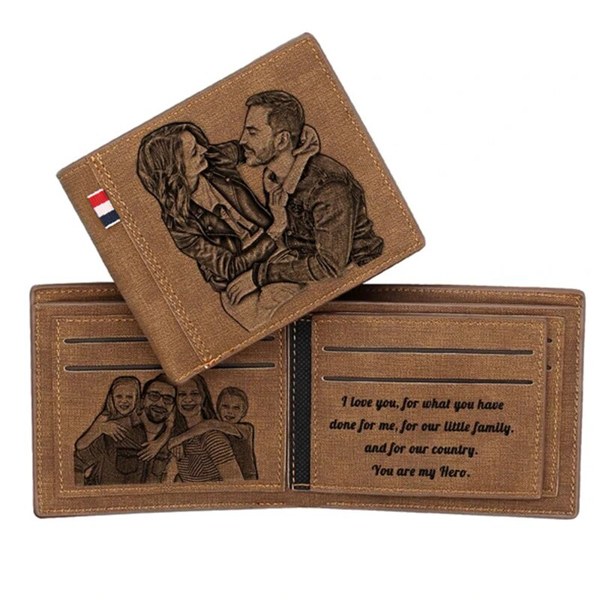 I love you, for what you have
done for me, for our little family,
and for our country.
You are my Hero.